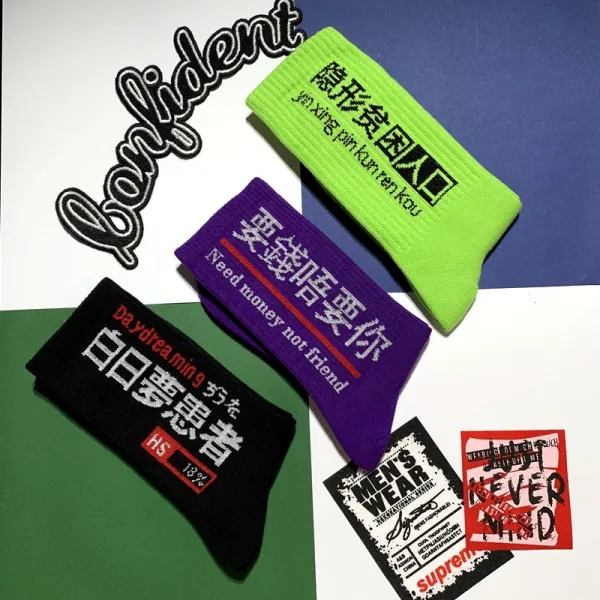 confident
隐形贫困人口
yin xing pin kun ren kou
要錢唔要你
Need money not friend
Daydreaming
白日夢患者
HS 18%
MEN'S
WEAR
supreme
NEVER